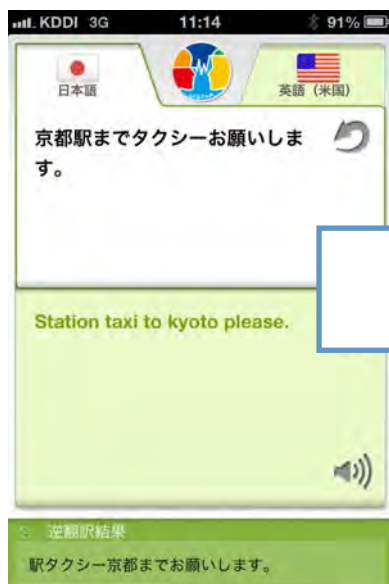 KDDI 3G 11:14 91%
日本語
英語（米国）
京都駅までタクシーお願いしま
す。
Station taxi to kyoto please.
逆翻訳結果
駅タクシー京都までお願いします。